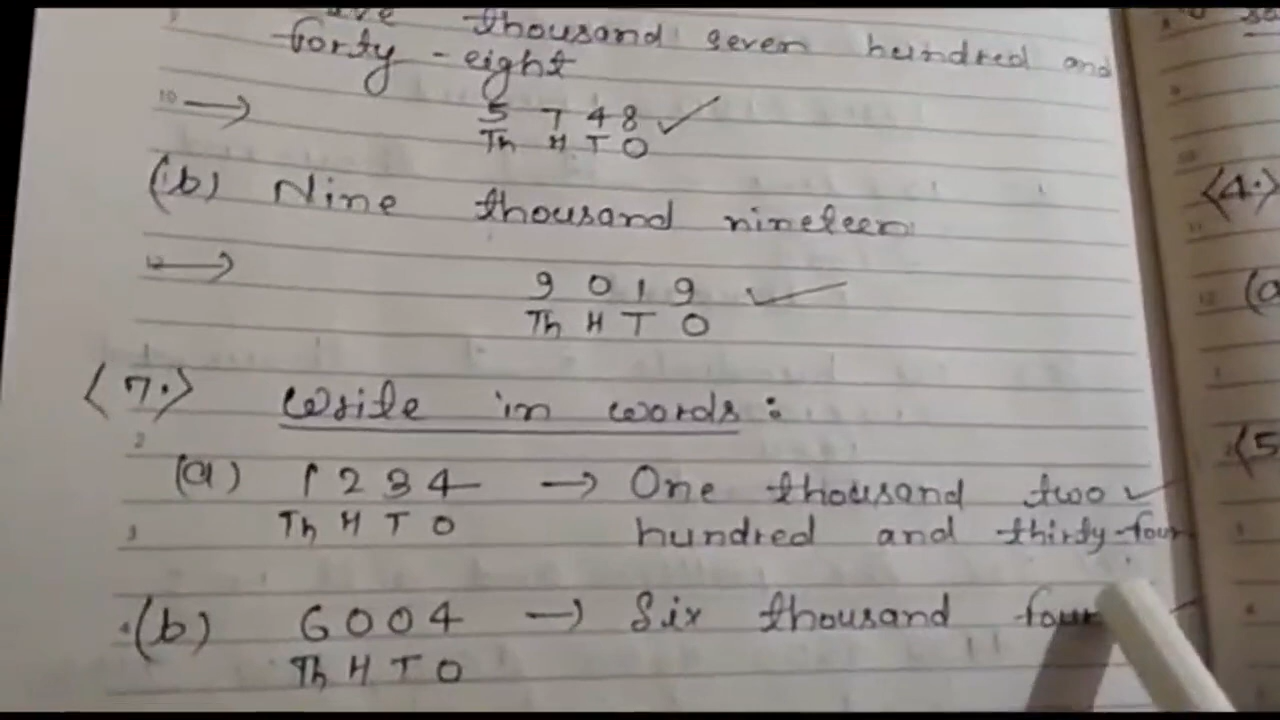 thousand seven hundred and
forty - eight
→ 5 7 4 8 ✓
Th H T O
(b) Nine thousand nineteen
→ 9 0 1 9 ✓
Th H T O
<7.> Write in words :
(a) 1 2 3 4 → One thousand two ✓
Th H T O hundred and thirty-four
(b) 6 0 0 4 → Six thousand four
Th H T O
<4.>
(a
<5